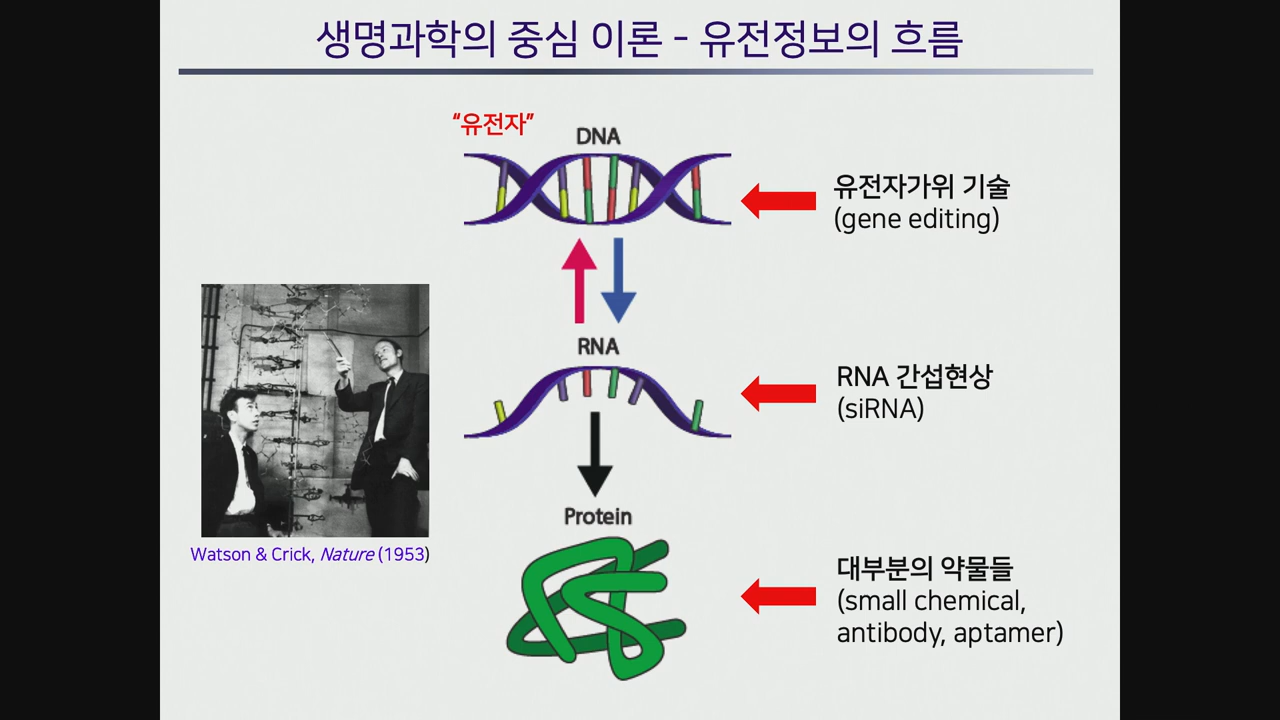 생명과학의 중심 이론 - 유전정보의 흐름
“유전자”
DNA
유전자가위 기술
(gene editing)
RNA
RNA 간섭현상
(siRNA)
Watson & Crick, Nature (1953)
Protein
대부분의 약물들
(small chemical,
antibody, aptamer)